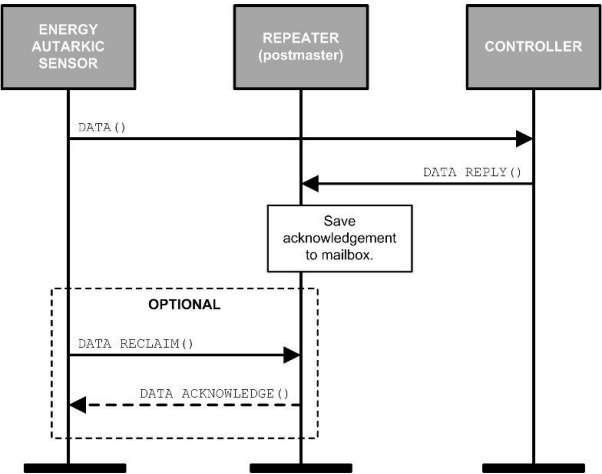 ENERGY
AUTARKIC
SENSOR
REPEATER
(postmaster)
CONTROLLER
DATA()
DATA REPLY()
Save
acknowledgement
to mailbox.
OPTIONAL
DATA RECLAIM()
DATA ACKNOWLEDGE()